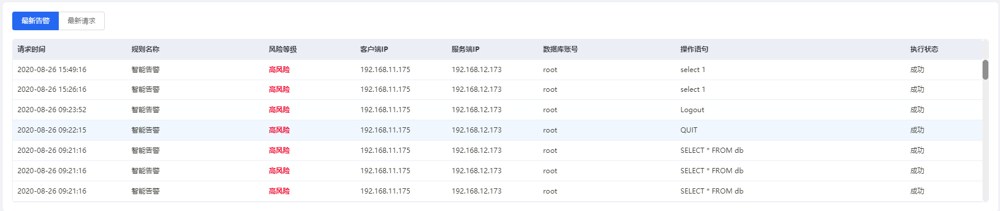 最新告警 最新请求
请求时间 规则名称 风险等级 客户端IP 服务端IP 数据库账号 操作语句 执行状态
2020-08-26 15:49:16 智能告警 高风险 192.168.11.175 192.168.12.173 root select 1 成功
2020-08-26 15:26:16 智能告警 高风险 192.168.11.175 192.168.12.173 root select 1 成功
2020-08-26 09:23:52 智能告警 高风险 192.168.11.175 192.168.12.173 root Logout 成功
2020-08-26 09:22:15 智能告警 高风险 192.168.11.175 192.168.12.173 root QUIT 成功
2020-08-26 09:21:16 智能告警 高风险 192.168.11.175 192.168.12.173 root SELECT * FROM db 成功
2020-08-26 09:21:16 智能告警 高风险 192.168.11.175 192.168.12.173 root SELECT * FROM db 成功
2020-08-26 09:21:16 智能告警 高风险 192.168.11.175 192.168.12.173 root SELECT * FROM db 成功